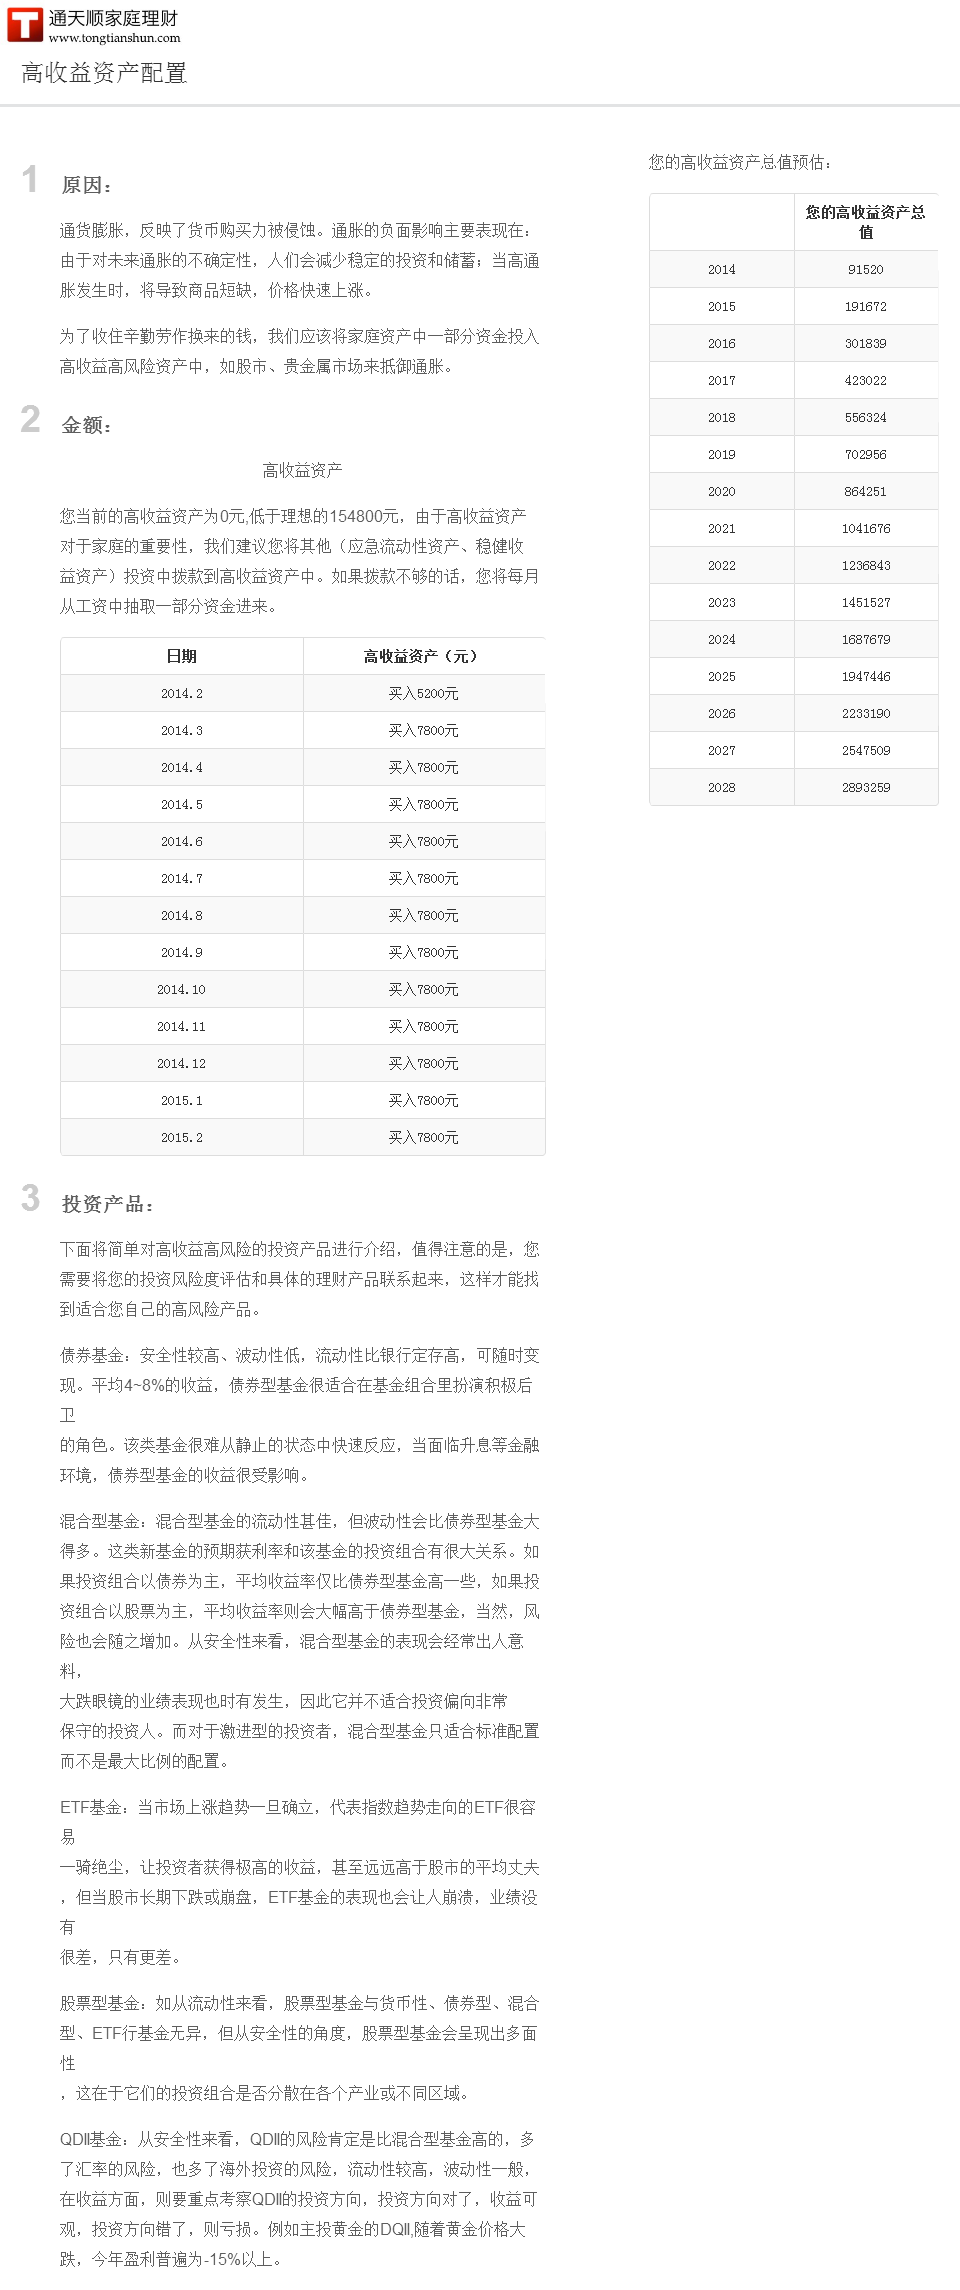 通天顺家庭理财
www.tongtianshun.com
高收益资产配置
1 原因：
通货膨胀，反映了货币购买力被侵蚀。通胀的负面影响主要表现在：
由于对未来通胀的不确定性，人们会减少稳定的投资和储蓄；当高通
胀发生时，将导致商品短缺，价格快速上涨。
为了收住辛勤劳作换来的钱，我们应该将家庭资产中一部分资金投入
高收益高风险资产中，如股市、贵金属市场来抵御通胀。
2 金额：
高收益资产
您当前的高收益资产为0元,低于理想的154800元，由于高收益资产
对于家庭的重要性，我们建议您将其他（应急流动性资产、稳健收
益资产）投资中拨款到高收益资产中。如果拨款不够的话，您将每月
从工资中抽取一部分资金进来。
日期 高收益资产（元）
2014.2 买入5200元
2014.3 买入7800元
2014.4 买入7800元
2014.5 买入7800元
2014.6 买入7800元
2014.7 买入7800元
2014.8 买入7800元
2014.9 买入7800元
2014.10 买入7800元
2014.11 买入7800元
2014.12 买入7800元
2015.1 买入7800元
2015.2 买入7800元
3 投资产品：
下面将简单对高收益高风险的投资产品进行介绍，值得注意的是，您
需要将您的投资风险度评估和具体的理财产品联系起来，这样才能找
到适合您自己的高风险产品。
债券基金：安全性较高、波动性低，流动性比银行定存高，可随时变
现。平均4~8%的收益，债券型基金很适合在基金组合里扮演积极后
卫
的角色。该类基金很难从静止的状态中快速反应，当面临升息等金融
环境，债券型基金的收益很受影响。
混合型基金：混合型基金的流动性甚佳，但波动性会比债券型基金大
得多。这类新基金的预期获利率和该基金的投资组合有很大关系。如
果投资组合以债券为主，平均收益率仅比债券型基金高一些，如果投
资组合以股票为主，平均收益率则会大幅高于债券型基金，当然，风
险也会随之增加。从安全性来看，混合型基金的表现会经常出人意
料，
大跌眼镜的业绩表现也时有发生，因此它并不适合投资偏向非常
保守的投资人。而对于激进型的投资者，混合型基金只适合标准配置
而不是最大比例的配置。
ETF基金：当市场上涨趋势一旦确立，代表指数趋势走向的ETF很容
易
一骑绝尘，让投资者获得极高的收益，甚至远远高于股市的平均丈夫
，但当股市长期下跌或崩盘，ETF基金的表现也会让人崩溃，业绩没
有
很差，只有更差。
股票型基金：如从流动性来看，股票型基金与货币性、债券型、混合
型、ETF行基金无异，但从安全性的角度，股票型基金会呈现出多面
性
，这在于它们的投资组合是否分散在各个产业或不同区域。
QDII基金：从安全性来看，QDII的风险肯定是比混合型基金高的，多
了汇率的风险，也多了海外投资的风险，流动性较高，波动性一般，
在收益方面，则要重点考察QDII的投资方向，投资方向对了，收益可
观，投资方向错了，则亏损。例如主投黄金的DQII,随着黄金价格大
跌，今年盈利普遍为-15%以上。
您的高收益资产总值预估：
您的高收益资产总
值
2014 91520
2015 191672
2016 301839
2017 423022
2018 556324
2019 702956
2020 864251
2021 1041676
2022 1236843
2023 1451527
2024 1687679
2025 1947446
2026 2233190
2027 2547509
2028 2893259